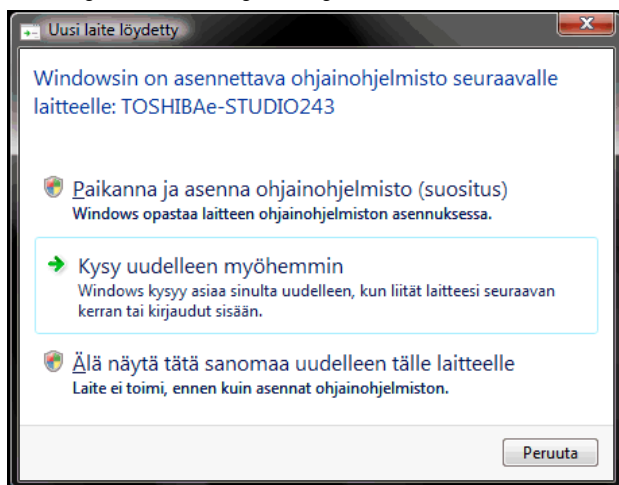 Uusi laite löydetty
Windowsin on asennettava ohjainohjelmisto seuraavalle
laitteelle: TOSHIBAe-STUDIO243
Paikanna ja asenna ohjainohjelmisto (suositus)
Windows opastaa laitteen ohjainohjelmiston asennuksessa.
Kysy uudelleen myöhemmin
Windows kysyy asiaa sinulta uudelleen, kun liität laitteesi seuraavan
kerran tai kirjaudut sisään.
Älä näytä tätä sanomaa uudelleen tälle laitteelle
Laite ei toimi, ennen kuin asennat ohjainohjelmiston.
Peruuta